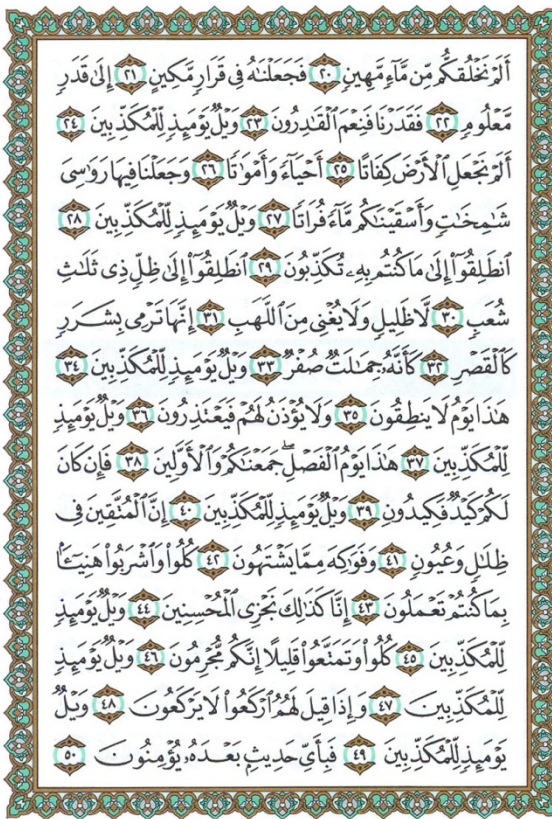 أَلَمْ نَخْلُقكُّم مِّن مَّآءٍ مَّهِينٍ ٢٠ فَجَعَلْنَٰهُ فِى قَرَارٍ مَّكِينٍ ٢١ إِلَىٰ قَدَرٍ
مَّعْلُومٍ ٢٢ فَقَدَرْنَا فَنِعْمَ ٱلْقَٰدِرُونَ ٢٣ وَيْلٌ يَوْمَئِذٍ لِّلْمُكَذِّبِينَ ٢٤
أَلَمْ نَجْعَلِ ٱلْأَرْضَ كِفَاتًا ٢٥ أَحْيَآءً وَأَمْوَٰتًا ٢٦ وَجَعَلْنَا فِيهَا رَوَٰسِىَ
شَٰمِخَٰتٍ وَأَسْقَيْنَٰكُم مَّآءً فُرَاتًا ٢٧ وَيْلٌ يَوْمَئِذٍ لِّلْمُكَذِّبِينَ ٢٨
ٱنطَلِقُوٓا۟ إِلَىٰ مَا كُنتُم بِهِۦ تُكَذِّبُونَ ٢٩ ٱنطَلِقُوٓا۟ إِلَىٰ ظِلٍّ ذِى ثَلَٰثِ
شُعَبٍ ٣٠ لَّا ظَلِيلٍ وَلَا يُغْنِى مِنَ ٱللَّهَبِ ٣١ إِنَّهَا تَرْمِى بِشَرَرٍ
كَٱلْقَصْرِ ٣٢ كَأَنَّهُۥ جِمَٰلَتٌ صُفْرٌ ٣٣ وَيْلٌ يَوْمَئِذٍ لِّلْمُكَذِّبِينَ ٣٤
هَٰذَا يَوْمُ لَا يَنطِقُونَ ٣٥ وَلَا يُؤْذَنُ لَهُمْ فَيَعْتَذِرُونَ ٣٦ وَيْلٌ يَوْمَئِذٍ
لِّلْمُكَذِّبِينَ ٣٧ هَٰذَا يَوْمُ ٱلْفَصْلِ ۖ جَمَعْنَٰكُمْ وَٱلْأَوَّلِينَ ٣٨ فَإِن كَانَ
لَكُمْ كَيْدٌ فَكِيدُونِ ٣٩ وَيْلٌ يَوْمَئِذٍ لِّلْمُكَذِّبِينَ ٤٠ إِنَّ ٱلْمُتَّقِينَ فِى
ظِلَٰلٍ وَعُيُونٍ ٤١ وَفَوَٰكِهَ مِمَّا يَشْتَهُونَ ٤٢ كُلُوا۟ وَٱشْرَبُوا۟ هَنِيٓـًٔۢا
بِمَا كُنتُمْ تَعْمَلُونَ ٤٣ إِنَّا كَذَٰلِكَ نَجْزِى ٱلْمُحْسِنِينَ ٤٤ وَيْلٌ يَوْمَئِذٍ
لِّلْمُكَذِّبِينَ ٤٥ كُلُوا۟ وَتَمَتَّعُوا۟ قَلِيلًا إِنَّكُم مُّجْرِمُونَ ٤٦ وَيْلٌ يَوْمَئِذٍ
لِّلْمُكَذِّبِينَ ٤٧ وَإِذَا قِيلَ لَهُمُ ٱرْكَعُوا۟ لَا يَرْكَعُونَ ٤٨ وَيْلٌ
يَوْمَئِذٍ لِّلْمُكَذِّبِينَ ٤٩ فَبِأَىِّ حَدِيثٍۭ بَعْدَهُۥ يُؤْمِنُونَ ٥٠